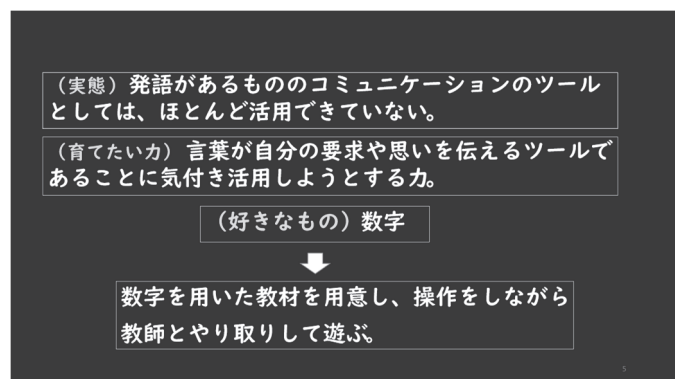 （実態）発語があるもののコミュニケーションのツール
としては、ほとんど活用できていない。
（育てたい力）言葉が自分の要求や思いを伝えるツールで
あることに気付き活用しようとする力。
（好きなもの）数字
数字を用いた教材を用意し、操作をしながら
教師とやり取りして遊ぶ。
5